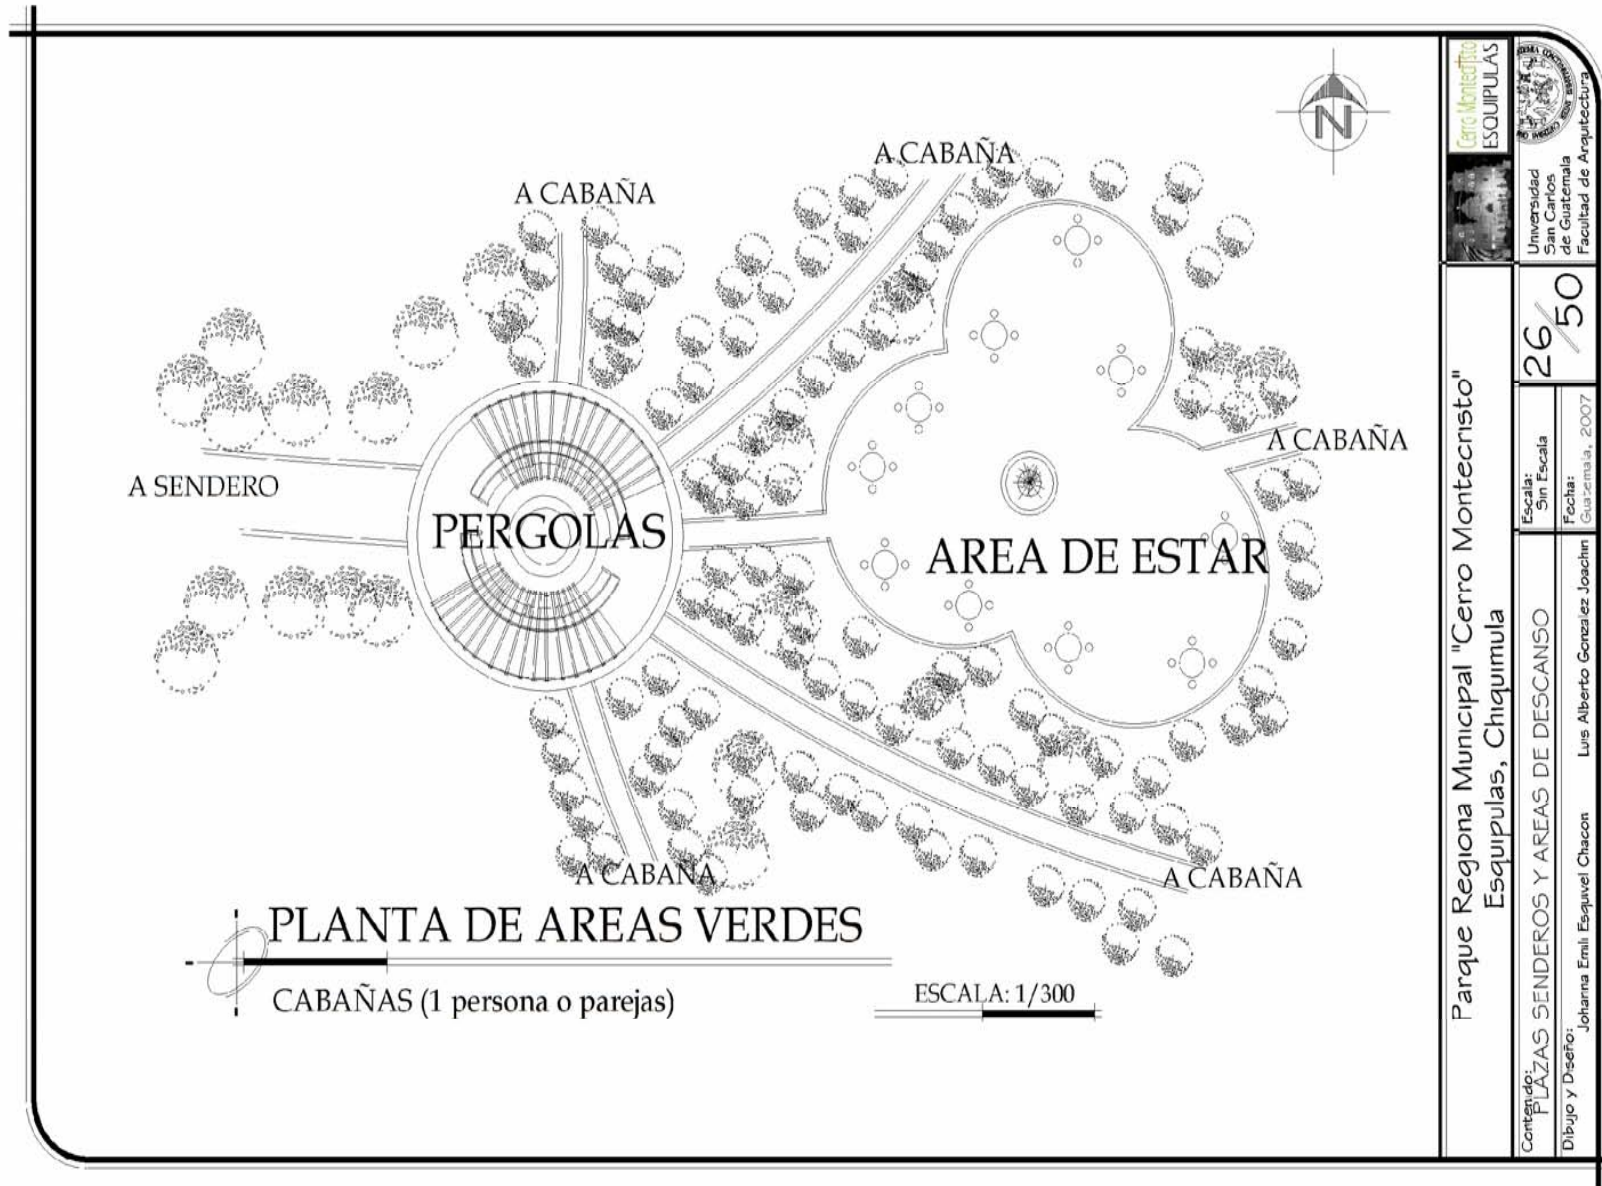 A CABAÑA
A CABAÑA
A CABAÑA
A SENDERO
PERGOLAS
AREA DE ESTAR
A CABAÑA
A CABAÑA
PLANTA DE AREAS VERDES
CABAÑAS (1 persona o parejas)
ESCALA: 1/300
N
Cerro Montecristo
ESQUIPULAS
Parque Regiona Municipal "Cerro Montecristo"
Esquipulas, Chiquimula
Universidad
San Carlos
de Guatemala
Facultad de Arquitectura
26/50
Escala:
Sin Escala
Fecha:
Guatemala, 2007
Contenido:
PLAZAS SENDEROS Y AREAS DE DESCANSO
Dibujo y Diseño:
Johanna Emili Esquivel Chacon
Luis Alberto Gonzalez Joachin